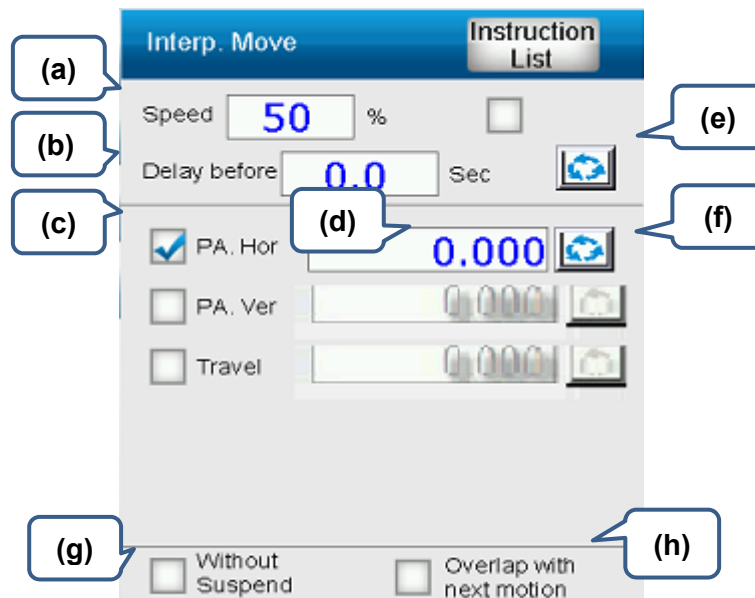 Interp. Move
Instruction
List
(a)
Speed 50 %
(e)
(b)
Delay before 0.0 Sec
(c)
(d)
(f)
PA. Hor 0.000
PA. Ver 0.000
Travel 0.000
(g)
(h)
Without
Suspend
Overlap with
next motion